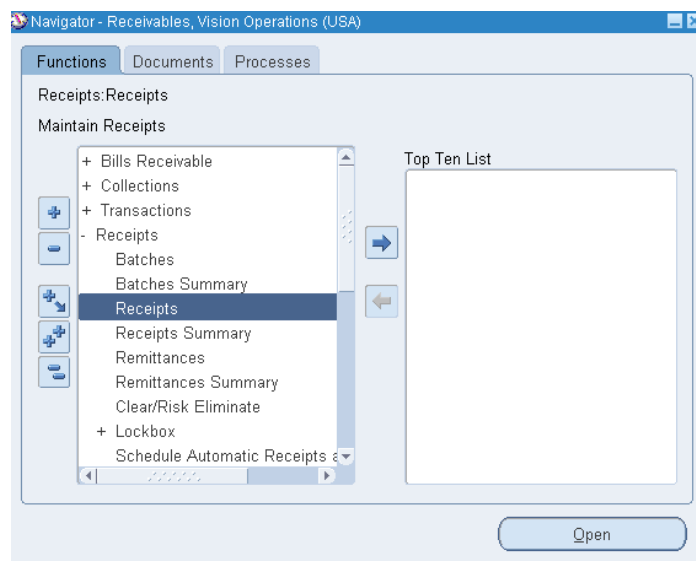 Navigator - Receivables, Vision Operations (USA)
Functions Documents Processes
Receipts:Receipts
Maintain Receipts
+ Bills Receivable
+ Collections
+ Transactions
- Receipts
Batches
Batches Summary
Receipts
Receipts Summary
Remittances
Remittances Summary
Clear/Risk Eliminate
+ Lockbox
Schedule Automatic Receipts a
Top Ten List
Open